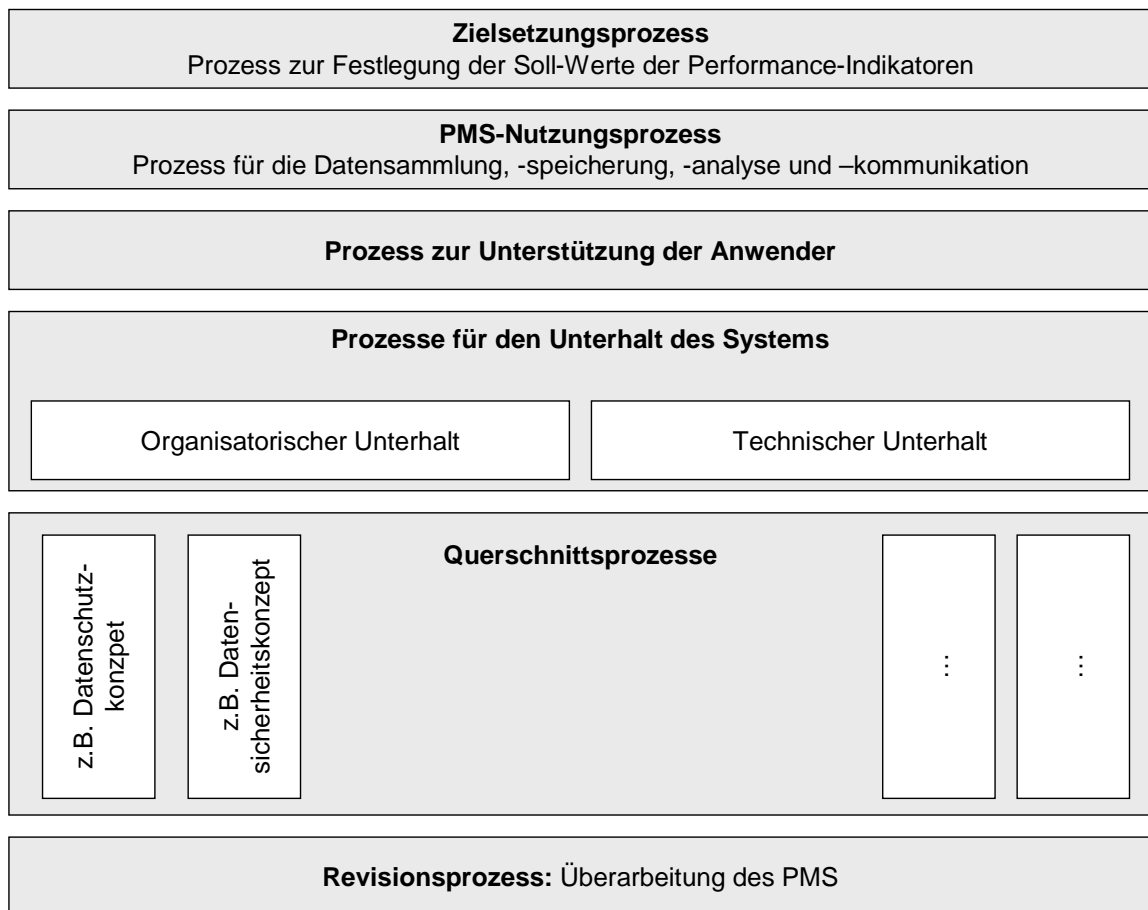 Zielsetzungsprozess
Prozess zur Festlegung der Soll-Werte der Performance-Indikatoren
PMS-Nutzungsprozess
Prozess für die Datensammlung, -speicherung, -analyse und –kommunikation
Prozess zur Unterstützung der Anwender
Prozesse für den Unterhalt des Systems
Organisatorischer Unterhalt
Technischer Unterhalt
Querschnittsprozesse
z.B. Datenschutz-
konzpet
z.B. Daten-
sicherheitskonzept
...
...
Revisionsprozess: Überarbeitung des PMS